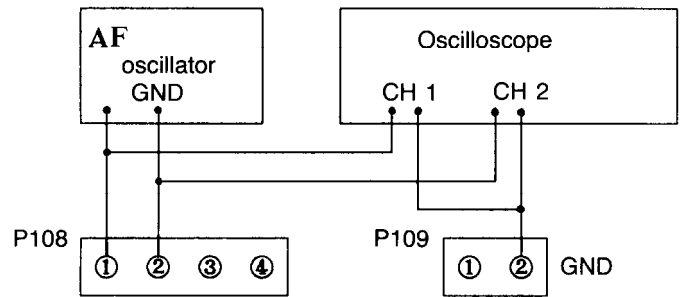 AF
oscillator
GND
Oscilloscope
CH 1 CH 2
P108
① ② ③ ④
P109
① ② GND